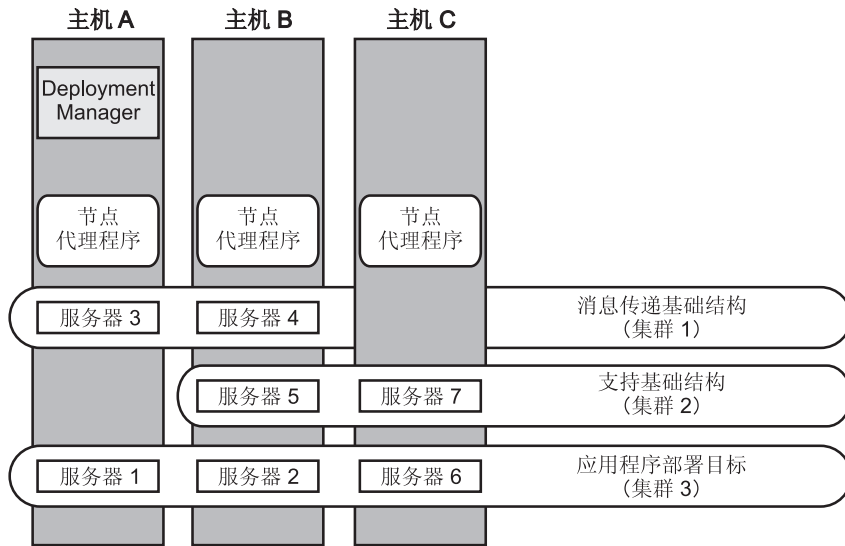 主机 A
主机 B
主机 C
Deployment
Manager
节点
代理程序
节点
代理程序
节点
代理程序
服务器 3
服务器 4
消息传递基础结构
（集群 1）
服务器 5
服务器 7
支持基础结构
（集群 2）
服务器 1
服务器 2
服务器 6
应用程序部署目标
（集群 3）